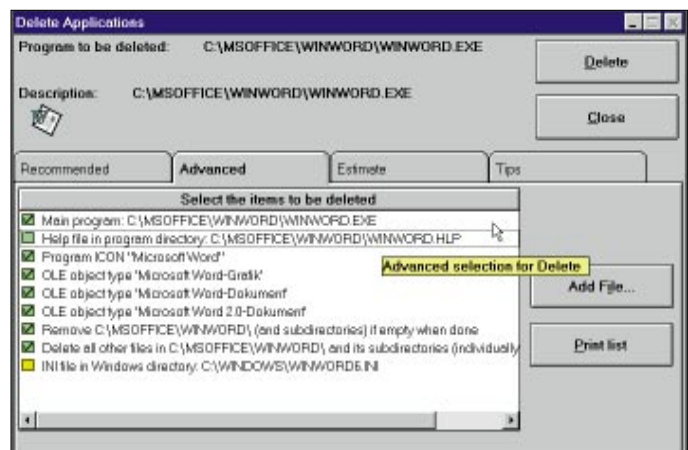 Delete Applications
Program to be deleted: C:\MSOFFICE\WINWORD\WINWORD.EXE
Delete
Description: C:\MSOFFICE\WINWORD\WINWORD.EXE
Close
Recommended Advanced Estimate Tips
Select the items to be deleted
Main program: C:\MSOFFICE\WINWORD\WINWORD.EXE
Help file in program directory: C:\MSOFFICE\WINWORD\WINWORD.HLP
Program ICON "Microsoft Word"
Advanced selection for Delete
OLE object type 'Microsoft Word-Grafik'
OLE object type 'Microsoft Word-Dokument'
Add File...
OLE object type 'Microsoft Word 2.0-Dokument'
Remove C:\MSOFFICE\WINWORD\ (and subdirectories) if empty when done
Delete all other files in C:\MSOFFICE\WINWORD\ and its subdirectories (individually
Print list
INI file in Windows directory: C:\WINDOWS\WINWORD6.INI